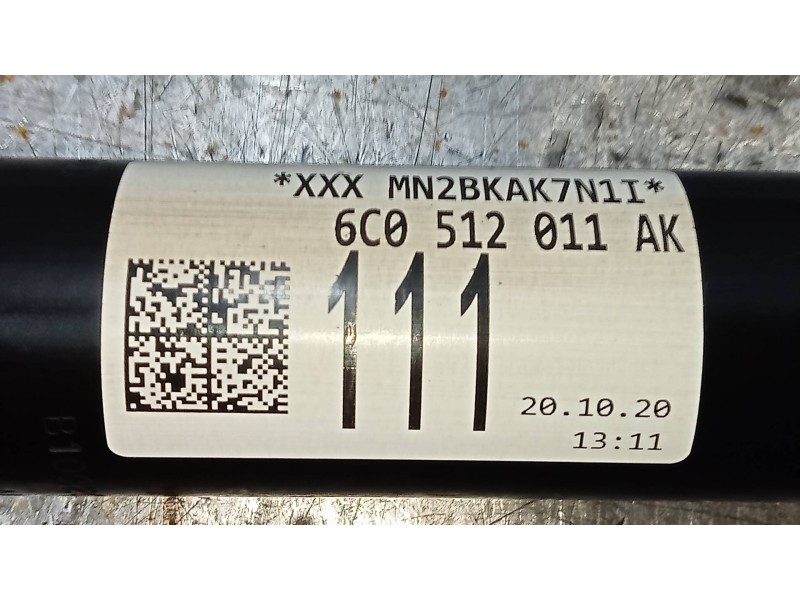 *XXX MN2BKAK7N1I*
6C0 512 011 AK
111
20.10.20
13:11